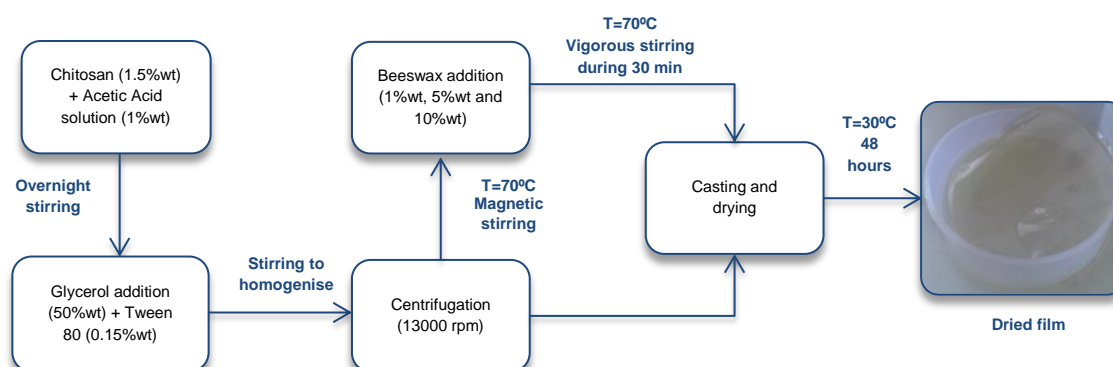 Chitosan (1.5%wt)
+ Acetic Acid
solution (1%wt)
Overnight
stirring
Glycerol addition
(50%wt) + Tween
80 (0.15%wt)
Stirring to
homogenise
Centrifugation
(13000 rpm)
T=70ºC
Magnetic
stirring
Beeswax addition
(1%wt, 5%wt and
10%wt)
T=70ºC
Vigorous stirring
during 30 min
Casting and
drying
T=30ºC
48
hours
Dried film